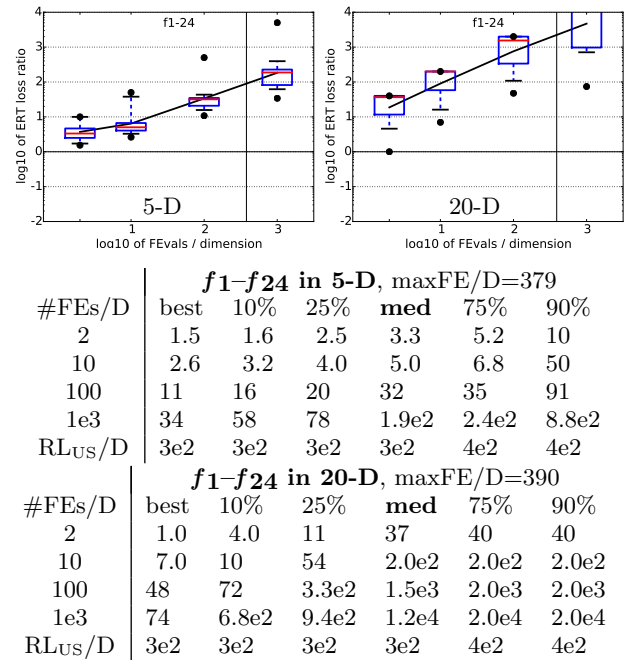 f1-24
f1-24
4
3
2
1
0
-1
-2
log10 of ERT loss ratio
1 2 3
5-D
log10 of FEvals / dimension
4
3
2
1
0
-1
-2
log10 of ERT loss ratio
1 2 3
20-D
log10 of FEvals / dimension
f1–f24 in 5-D, maxFE/D=379
#FEs/D best 10% 25% med 75% 90%
2 1.5 1.6 2.5 3.3 5.2 10
10 2.6 3.2 4.0 5.0 6.8 50
100 11 16 20 32 35 91
1e3 34 58 78 1.9e2 2.4e2 8.8e2
RLUS/D 3e2 3e2 3e2 3e2 4e2 4e2
f1–f24 in 20-D, maxFE/D=390
#FEs/D best 10% 25% med 75% 90%
2 1.0 4.0 11 37 40 40
10 7.0 10 54 2.0e2 2.0e2 2.0e2
100 48 72 3.3e2 1.5e3 2.0e3 2.0e3
1e3 74 6.8e2 9.4e2 1.2e4 2.0e4 2.0e4
RLUS/D 3e2 3e2 3e2 3e2 4e2 4e2